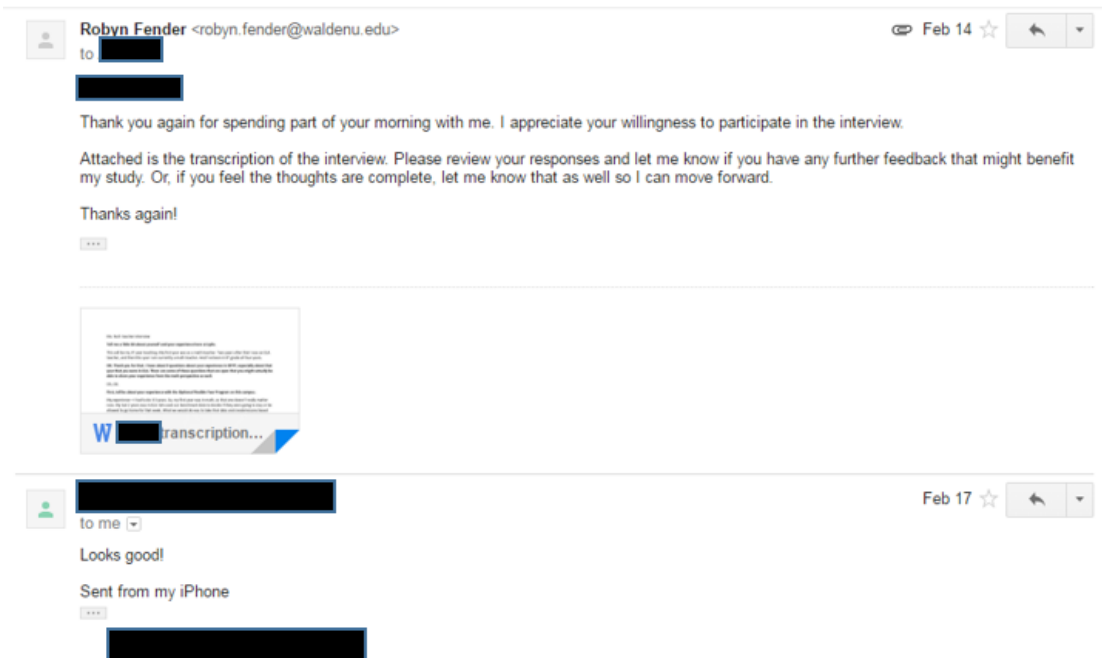 Robyn Fender <robyn.fender@waldenu.edu> Feb 14
to
Thank you again for spending part of your morning with me. I appreciate your willingness to participate in the interview.
Attached is the transcription of the interview. Please review your responses and let me know if you have any further feedback that might benefit
my study. Or, if you feel the thoughts are complete, let me know that as well so I can move forward.
Thanks again!
W transcription...
Feb 17
to me
Looks good!
Sent from my iPhone